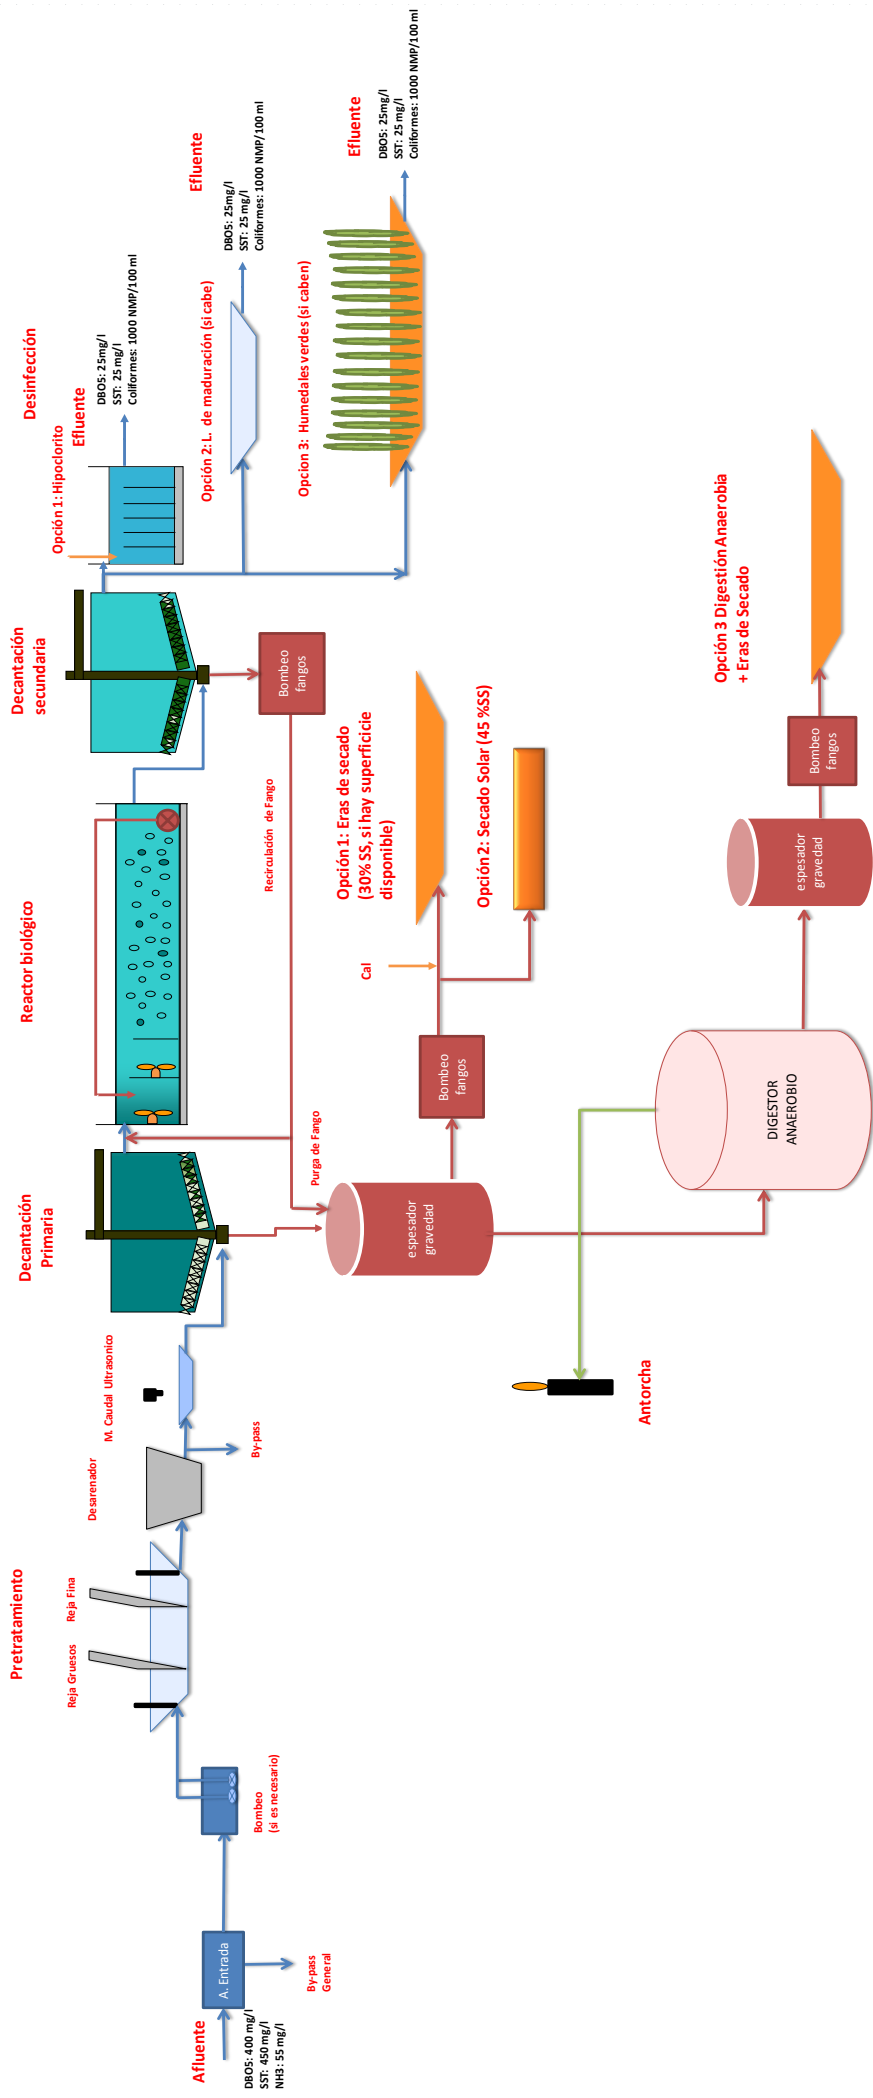 Afluente
DBO5: 400 mg/l
SST: 450 mg/l
NH3: 55 mg/l
A. Entrada
By-pass
General
Bombeo
(si es necesario)
Pretratamiento
Reja Gruesos
Reja Fina
Desarenador
By-pass
M. Caudal Ultrasonico
Decantación
Primaria
Reactor biológico
Decantación
secundaria
Bombeo
fangos
Recirculación de Fango
Purga de Fango
Desinfección
Opción 1: Hipoclorito
Efluente
DBO5: 25mg/l
SST: 25 mg/l
Coliformes: 1000 NMP/100 ml
Opción 2: L. de maduración (si cabe)
Efluente
DBO5: 25mg/l
SST: 25 mg/l
Coliformes: 1000 NMP/100 ml
Opcion 3: Humedales verdes (si caben)
Efluente
DBO5: 25mg/l
SST: 25 mg/l
Coliformes: 1000 NMP/100 ml
espesador
gravedad
Bombeo
fangos
Cal
Opción 1: Eras de secado
(30% SS, si hay superficicie
disponible)
Opción 2: Secado Solar (45 %SS)
Antorcha
DIGESTOR
ANAEROBIO
espesador
gravedad
Bombeo
fangos
Opción 3 Digestión Anaerobia
+ Eras de Secado